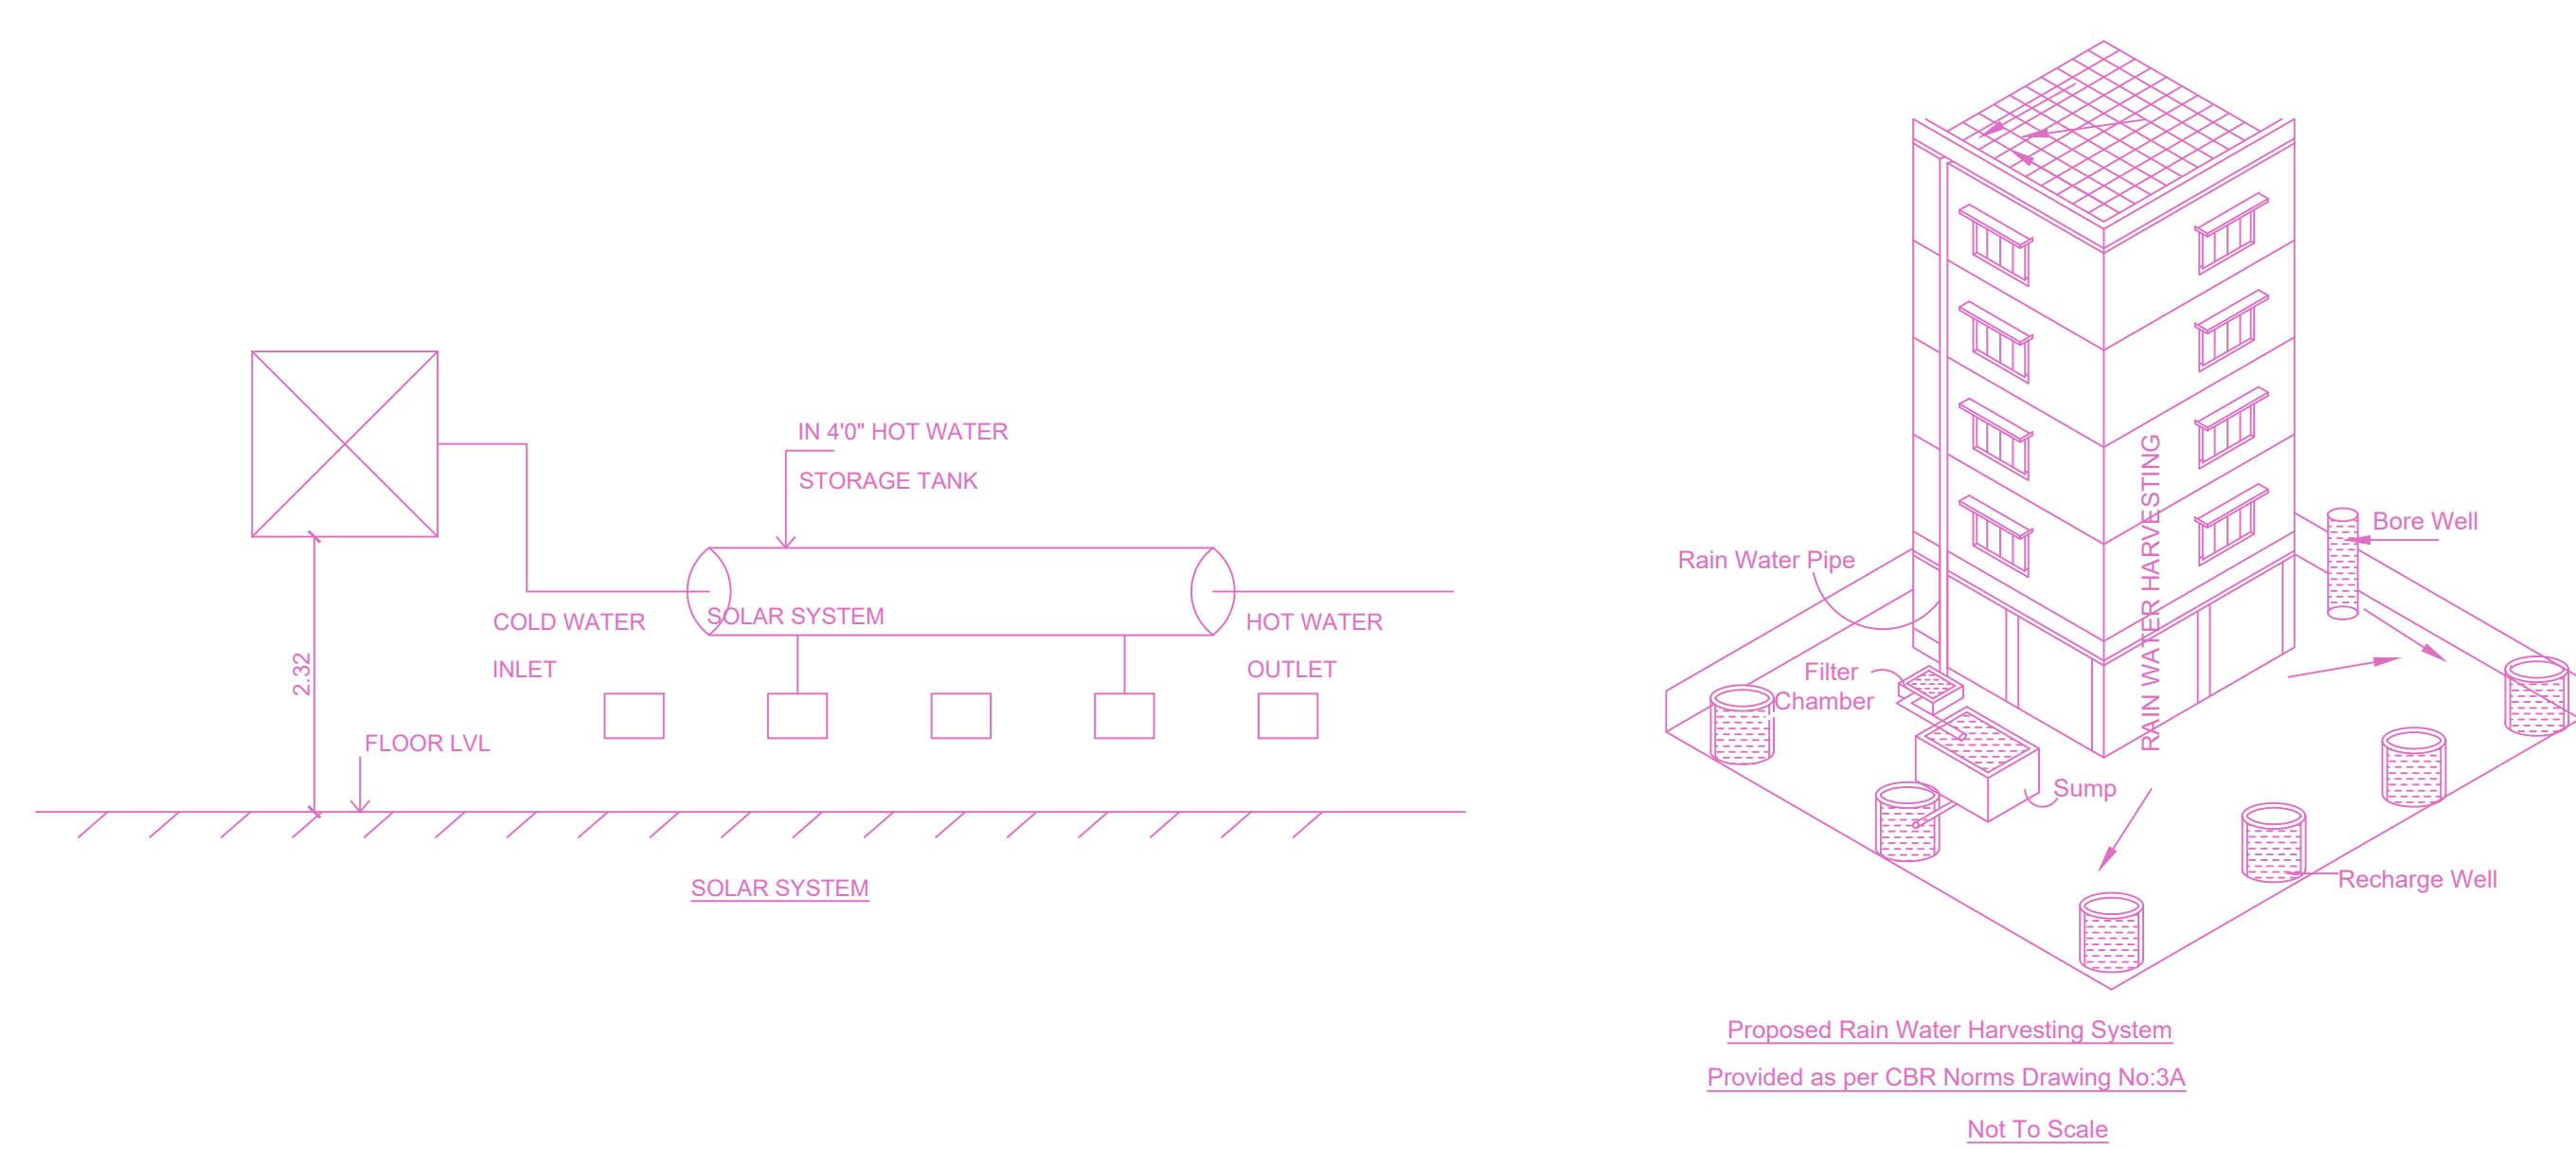 IN 4'0" HOT WATER
STORAGE TANK
COLD WATER
INLET
SOLAR SYSTEM
HOT WATER
OUTLET
2.32
FLOOR LVL
SOLAR SYSTEM
RAIN WATER HARVESTING
Bore Well
Rain Water Pipe
Filter
Chamber
Sump
Recharge Well
Proposed Rain Water Harvesting System
Provided as per CBR Norms Drawing No:3A
Not To Scale